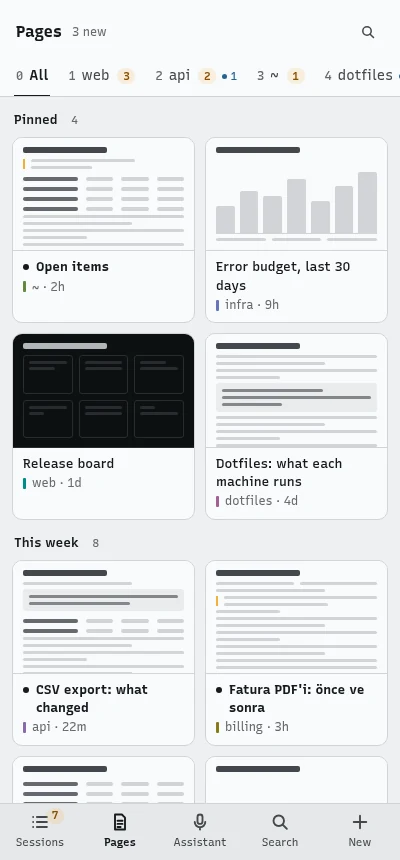 Pages 3 new
0 All 1 web 3 2 api 2 1 3 ~ 1 4 dotfiles
Pinned 4
Open items
~ · 2h
Error budget, last 30
days
infra · 9h
Release board
web · 1d
Dotfiles: what each
machine runs
dotfiles · 4d
This week 8
CSV export: what
changed
api · 22m
Fatura PDF'i: önce ve
sonra
billing · 3h
7
Sessions Pages Assistant Search New